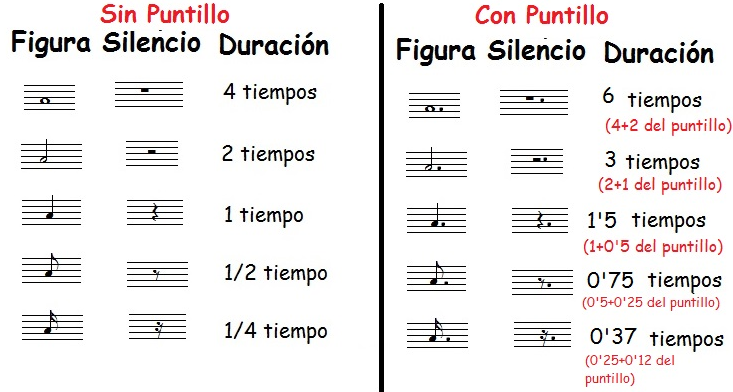 Sin Puntillo
Figura Silencio Duración
4 tiempos
2 tiempos
1 tiempo
1/2 tiempo
1/4 tiempo
Con Puntillo
Figura Silencio Duración
6 tiempos
(4+2 del puntillo)
3 tiempos
(2+1 del puntillo)
1'5 tiempos
(1+0'5 del puntillo)
0'75 tiempos
(0'5+0'25 del puntillo)
0'37 tiempos
(0'25+0'12 del
puntillo)